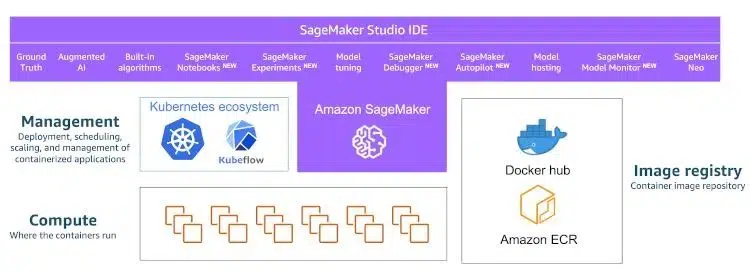 SageMaker Studio IDE
Ground
Truth
Augmented
AI
Built-in
algorithms
SageMaker
Notebooks NEW
SageMaker
Experiments NEW
Model
tuning
SageMaker
Debugger NEW
SageMaker
Autopilot NEW
Model
hosting
SageMaker
Model Monitor NEW
SageMaker
Neo
Management
Deployment, scheduling,
scaling, and management of
containerized applications
Kubernetes ecosystem
Kubeflow
Amazon SageMaker
Docker hub
Amazon ECR
Image registry
Container image repository
Compute
Where the containers run